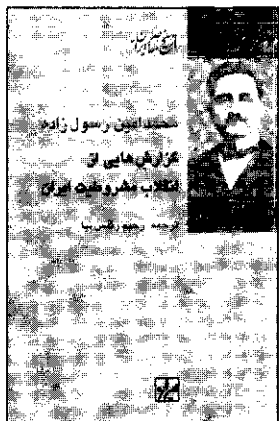 محمدامین رسول زاده
گزارش هایی از
انقلاب مشروطیت ایران
ترجمه رحیم رئیس نیا